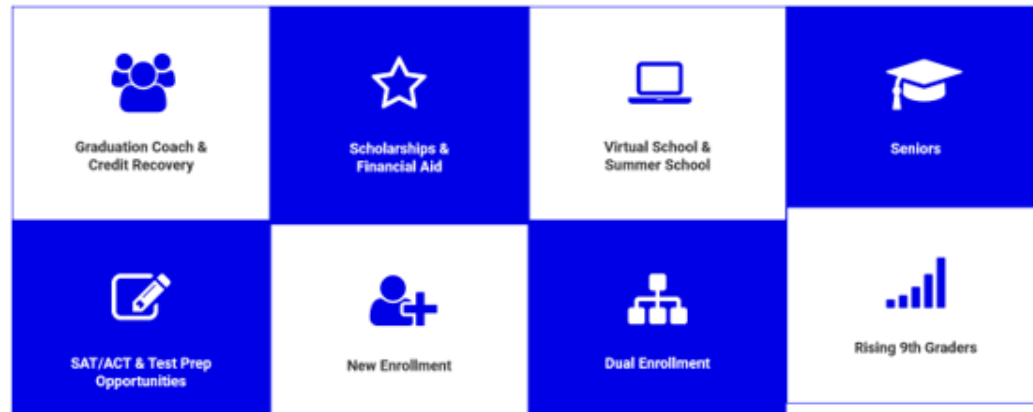 Graduation Coach &
Credit Recovery
Scholarships &
Financial Aid
Virtual School &
Summer School
Seniors
SAT/ACT & Test Prep
Opportunities
New Enrollment
Dual Enrollment
Rising 9th Graders